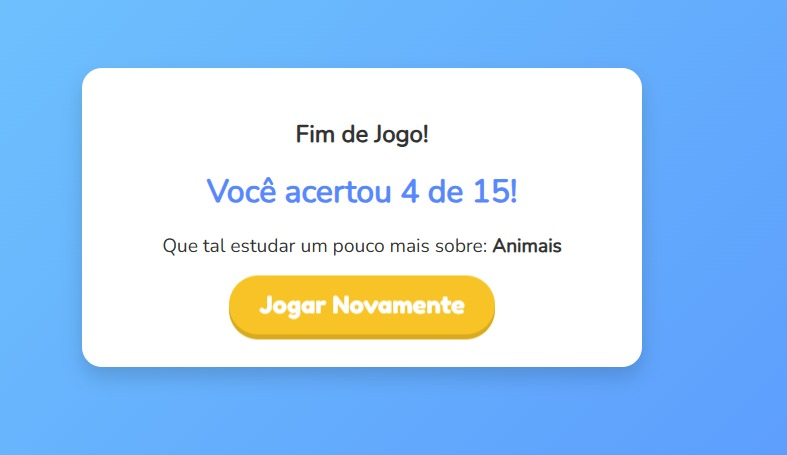 Fim de Jogo!
Você acertou 4 de 15!
Que tal estudar um pouco mais sobre: Animais
Jogar Novamente